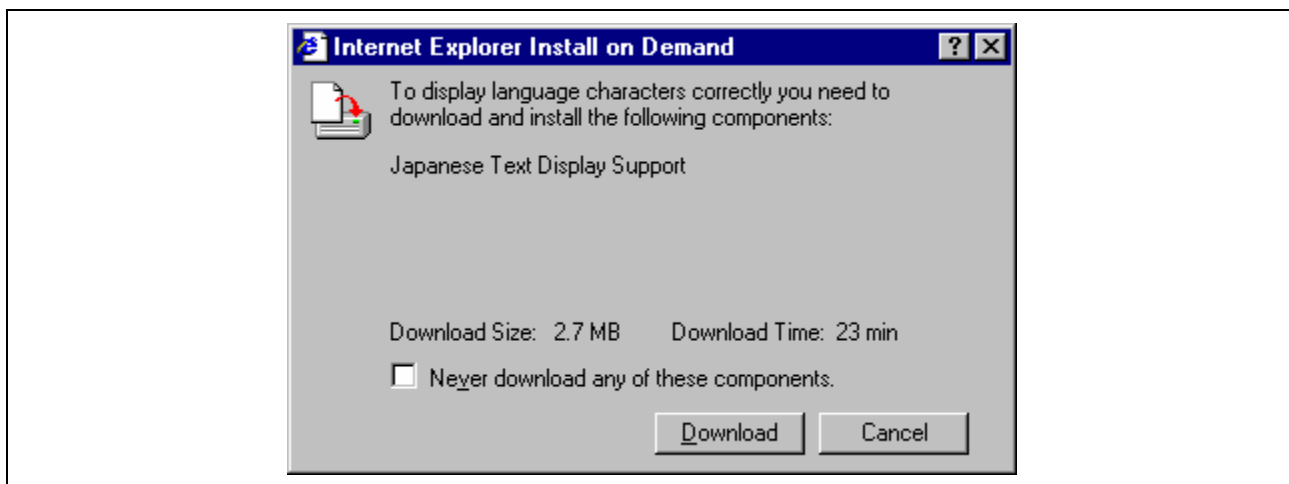 Internet Explorer Install on Demand
To display language characters correctly you need to
download and install the following components:
Japanese Text Display Support
Download Size: 2.7 MB Download Time: 23 min
Never download any of these components.
Download Cancel